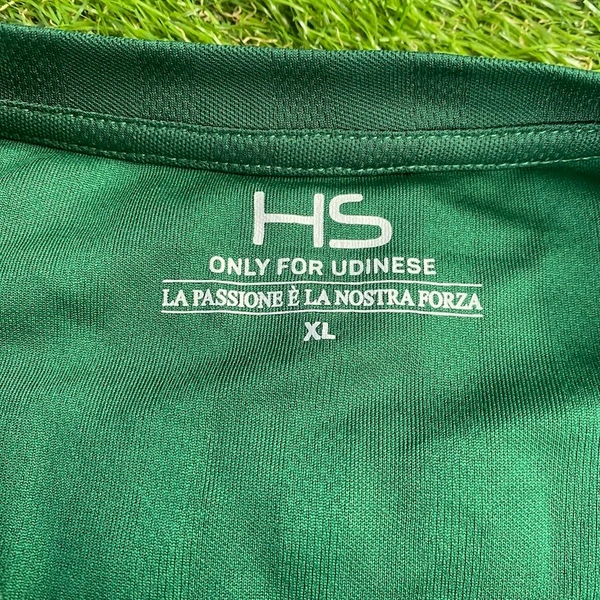 HS
ONLY FOR UDINESE
LA PASSIONE È LA NOSTRA FORZA
XL